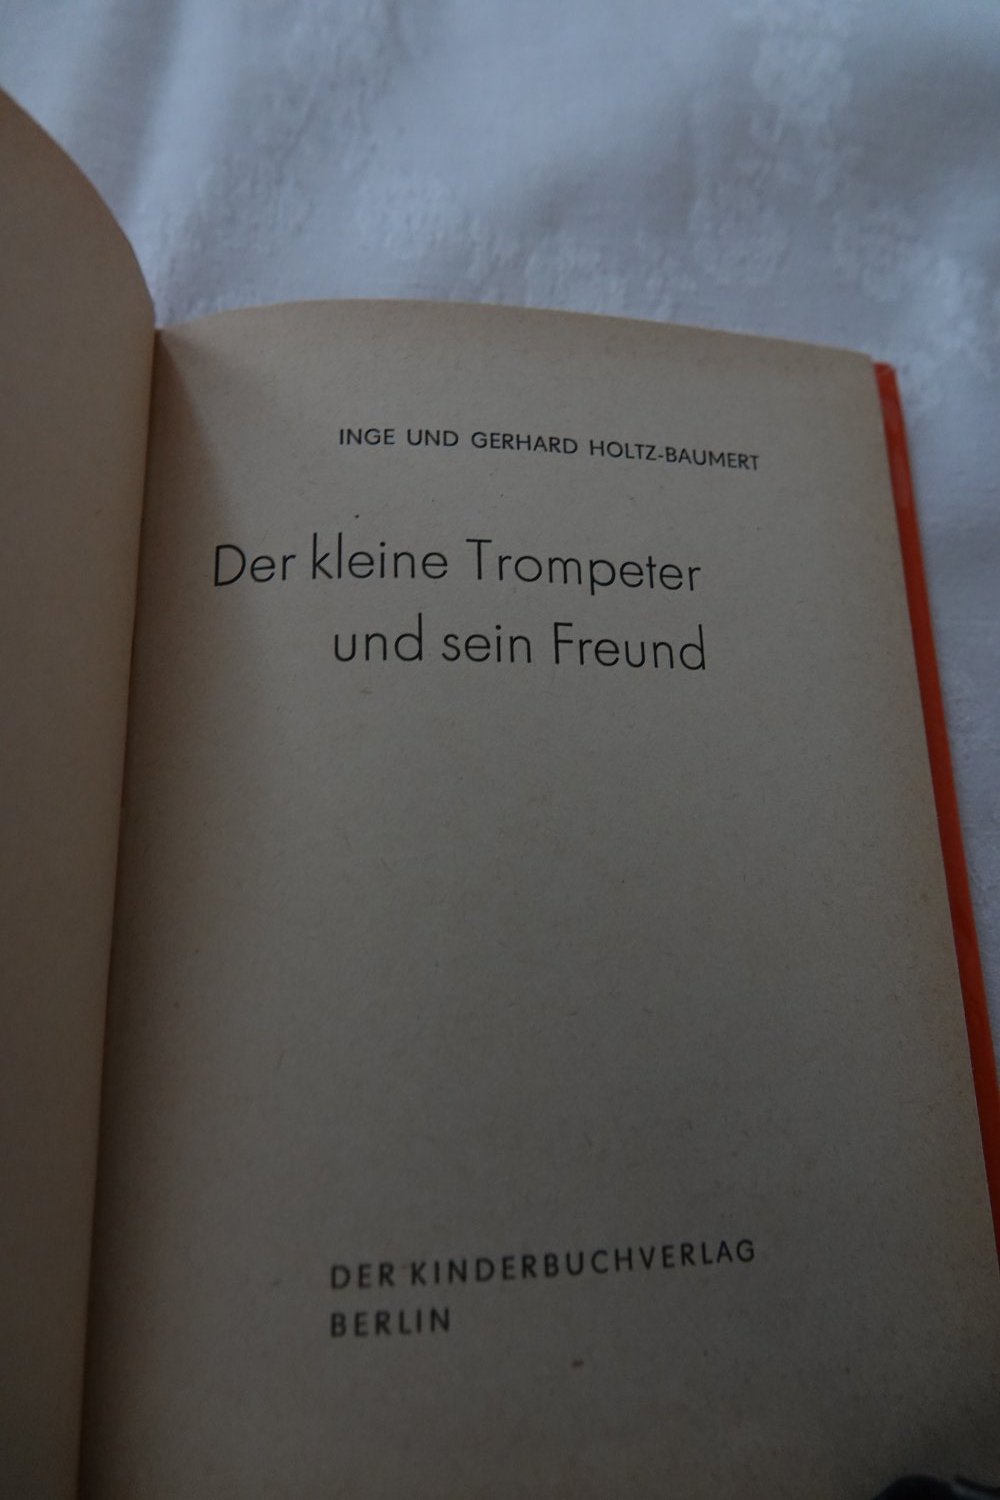 INGE UND GERHARD HOLTZ-BAUMERT
Der kleine Trompeter
und sein Freund
DER KINDERBUCHVERLAG
BERLIN